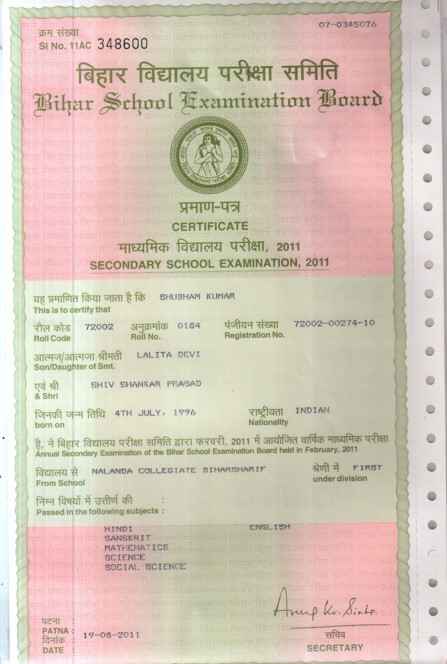 07-0345076
क्रम संख्या
Sl No. 11AC 348600
बिहार विद्यालय परीक्षा समिति
Bihar School Examination Board
प्रमाण-पत्र
CERTIFICATE
माध्यमिक विद्यालय परीक्षा, 2011
SECONDARY SCHOOL EXAMINATION, 2011
यह प्रमाणित किया जाता है कि SHUBHAM KUMAR
This is to certify that
रौल कोड 72002 अनुक्रमांक 0184 पंजीयन संख्या 72002-00274-10
Roll Code Roll No. Registration No.
आत्मज/आत्मजा श्रीमती LALITA DEVI
Son/Daughter of Smt.
एवं श्री SHIV SHANKAR PRASAD
& Shri
जिनकी जन्म तिथि 4TH JULY, 1996 राष्ट्रीयता INDIAN
born on Nationality
है, ने बिहार विद्यालय परीक्षा समिति द्वारा फरवरी, 2011 में आयोजित वार्षिक माध्यमिक परीक्षा
Annual Secondary Examination of the Bihar School Examination Board held in February, 2011
विद्यालय से NALANDA COLLEGIATE BIHARSHARIF श्रेणी में FIRST
From School under division
निम्न विषयों में उत्तीर्ण की :
Passed in the following subjects :
HINDI ENGLISH
SANSKRIT
MATHEMATICS
SCIENCE
SOCIAL SCIENCE
Anup Kr. Sinha
पटना :
PATNA :
दिनांक : 19-08-2011 सचिव
DATE : SECRETARY